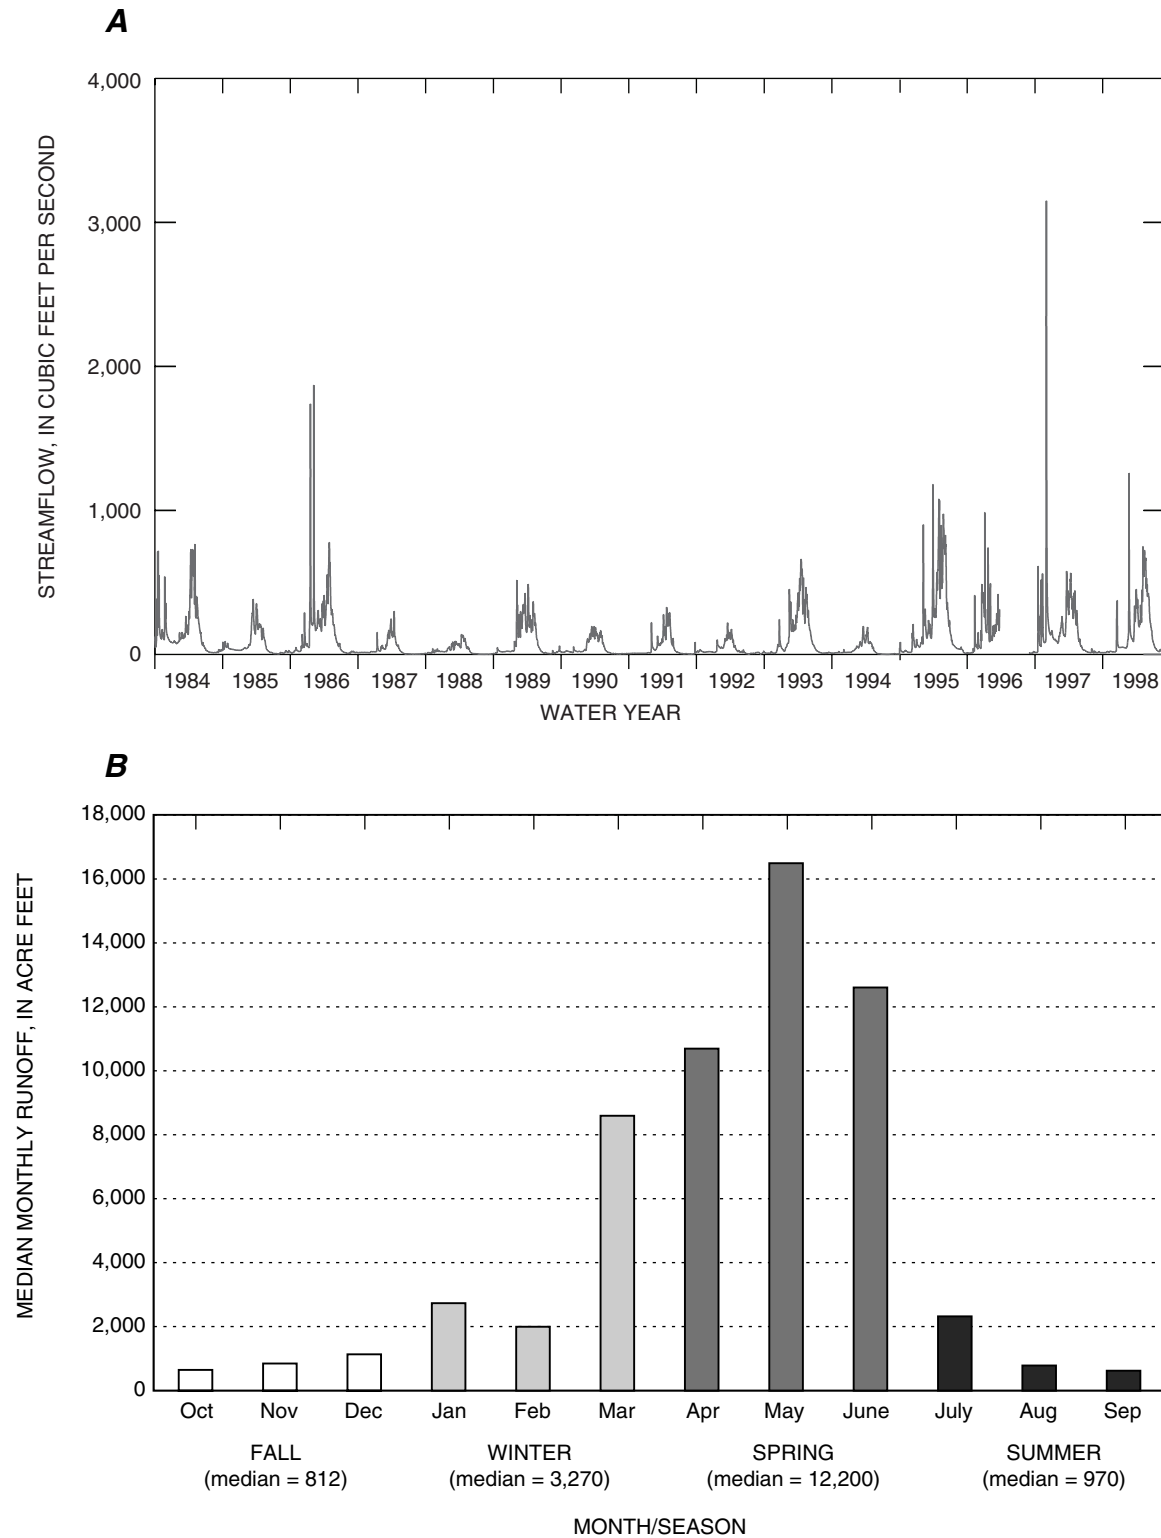 A
STREAMFLOW, IN CUBIC FEET PER SECOND
4,000
3,000
2,000
1,000
0
1984 1985 1986 1987 1988 1989 1990 1991 1992 1993 1994 1995 1996 1997 1998
WATER YEAR
B
MEDIAN MONTHLY RUNOFF, IN ACRE FEET
18,000
16,000
14,000
12,000
10,000
8,000
6,000
4,000
2,000
0
Oct Nov Dec Jan Feb Mar Apr May June July Aug Sep
FALL WINTER SPRING SUMMER
(median = 812) (median = 3,270) (median = 12,200) (median = 970)
MONTH/SEASON